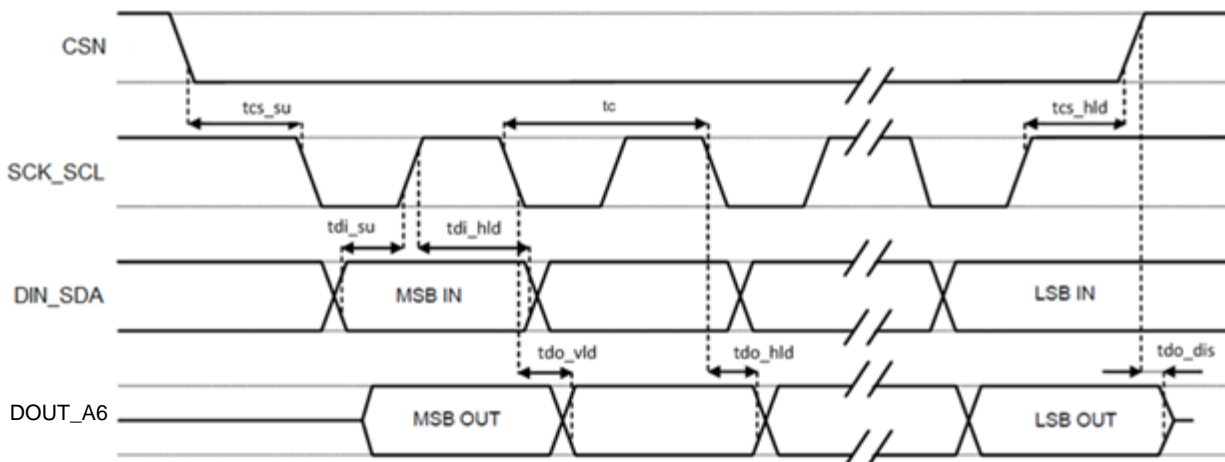 CSN
tcs_su
tc
tcs_hld
SCK_SCL
tdi_su
tdi_hld
DIN_SDA
MSB IN
LSB IN
tdo_vld
tdo_hld
tdo_dis
DOUT_A6
MSB OUT
LSB OUT